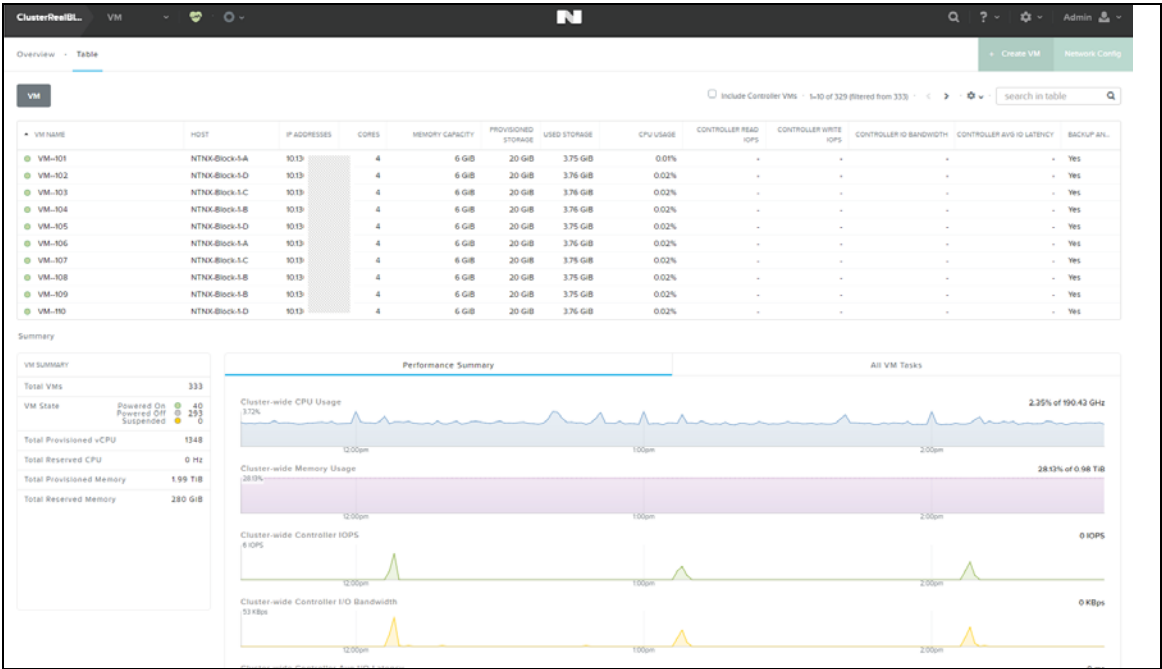 ClusterRealBl... VM Admin
Overview · Table + Create VM Network Config
VM Include Controller VMs · 1–10 of 329 (filtered from 333) · < > · search in table
VM NAME HOST IP ADDRESSES CORES MEMORY CAPACITY PROVISIONED STORAGE USED STORAGE CPU USAGE CONTROLLER READ IOPS CONTROLLER WRITE IOPS CONTROLLER IO BANDWIDTH CONTROLLER AVG IO LATENCY BACKUP AN...
VM--101 NTNX-Block-1-A 10.13 4 6 GiB 20 GiB 3.75 GiB 0.01% - - - - Yes
VM--102 NTNX-Block-1-D 10.13 4 6 GiB 20 GiB 3.76 GiB 0.02% - - - - Yes
VM--103 NTNX-Block-1-C 10.13 4 6 GiB 20 GiB 3.76 GiB 0.02% - - - - Yes
VM--104 NTNX-Block-1-B 10.13 4 6 GiB 20 GiB 3.76 GiB 0.02% - - - - Yes
VM--105 NTNX-Block-1-D 10.13 4 6 GiB 20 GiB 3.75 GiB 0.02% - - - - Yes
VM--106 NTNX-Block-1-A 10.13 4 6 GiB 20 GiB 3.76 GiB 0.02% - - - - Yes
VM--107 NTNX-Block-1-C 10.13 4 6 GiB 20 GiB 3.75 GiB 0.02% - - - - Yes
VM--108 NTNX-Block-1-B 10.13 4 6 GiB 20 GiB 3.75 GiB 0.02% - - - - Yes
VM--109 NTNX-Block-1-B 10.13 4 6 GiB 20 GiB 3.75 GiB 0.02% - - - - Yes
VM--110 NTNX-Block-1-D 10.13 4 6 GiB 20 GiB 3.76 GiB 0.02% - - - - Yes
Summary
VM SUMMARY
Total VMs 333
VM State Powered On 40
Powered Off 293
Suspended 0
Total Provisioned vCPU 1348
Total Reserved CPU 0 Hz
Total Provisioned Memory 1.99 TiB
Total Reserved Memory 280 GiB
Performance Summary All VM Tasks
Cluster-wide CPU Usage 2.35% of 190.43 GHz
3.72%
12:00pm 1:00pm 2:00pm
Cluster-wide Memory Usage 28.13% of 0.98 TiB
28.13%
12:00pm 1:00pm 2:00pm
Cluster-wide Controller IOPS 0 IOPS
6 IOPS
12:00pm 1:00pm 2:00pm
Cluster-wide Controller I/O Bandwidth 0 KBps
53 KBps
12:00pm 1:00pm 2:00pm